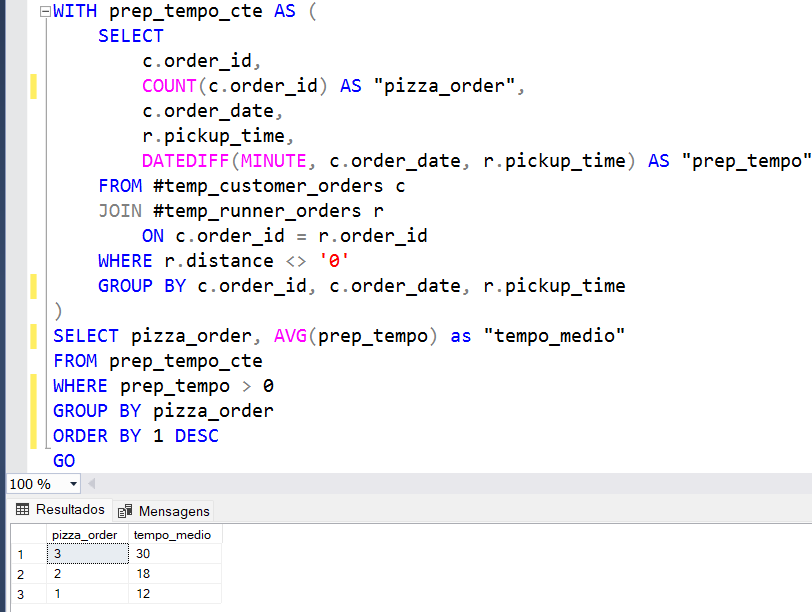 WITH prep_tempo_cte AS (
SELECT
c.order_id,
COUNT(c.order_id) AS "pizza_order",
c.order_date,
r.pickup_time,
DATEDIFF(MINUTE, c.order_date, r.pickup_time) AS "prep_tempo"
FROM #temp_customer_orders c
JOIN #temp_runner_orders r
ON c.order_id = r.order_id
WHERE r.distance <> '0'
GROUP BY c.order_id, c.order_date, r.pickup_time
)
SELECT pizza_order, AVG(prep_tempo) as "tempo_medio"
FROM prep_tempo_cte
WHERE prep_tempo > 0
GROUP BY pizza_order
ORDER BY 1 DESC
GO
100 %
Resultados Mensagens
pizza_order tempo_medio
1 3 30
2 2 18
3 1 12